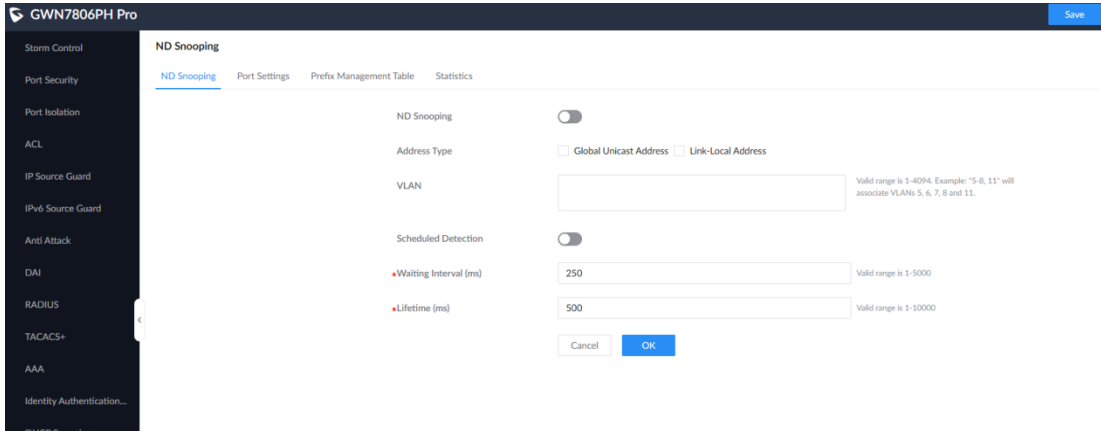 GWN7806PH Pro
Save
Storm Control
Port Security
Port Isolation
ACL
IP Source Guard
IPv6 Source Guard
Anti Attack
DAI
RADIUS
TACACS+
AAA
Identity Authentication...
ND Snooping
ND Snooping Port Settings Prefix Management Table Statistics
ND Snooping
Address Type Global Unicast Address Link-Local Address
VLAN Valid range is 1-4094. Example: "5-8, 11" will
associate VLANs 5, 6, 7, 8 and 11.
Scheduled Detection
*Waiting Interval (ms) 250 Valid range is 1-5000
*Lifetime (ms) 500 Valid range is 1-10000
Cancel OK